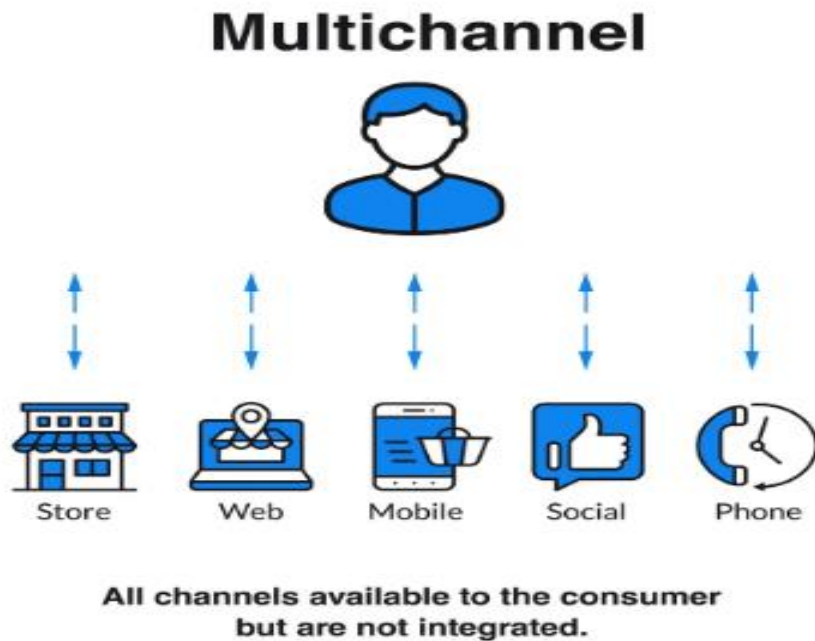 Multichannel
Store
Web
Mobile
Social
Phone
All channels available to the consumer
but are not integrated.